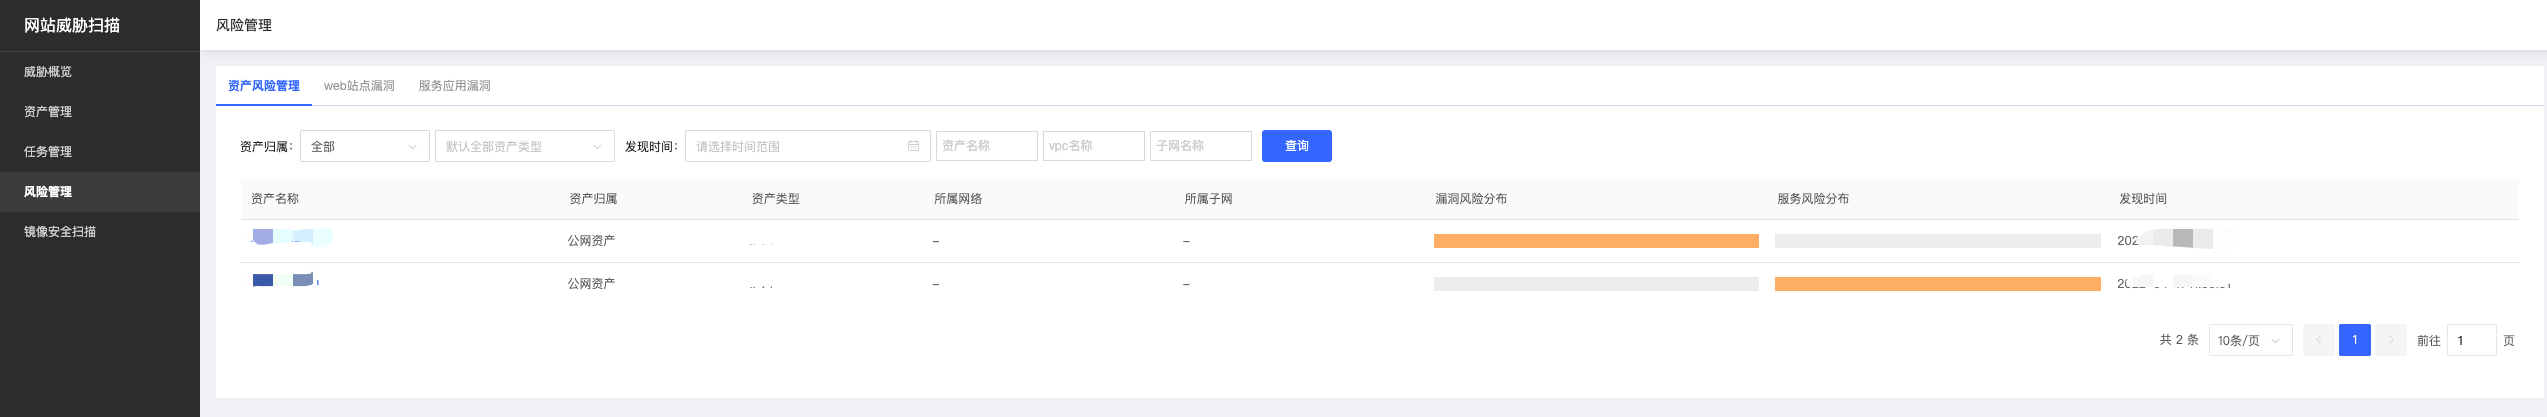 网站威胁扫描
威胁概览
资产管理
任务管理
风险管理
镜像安全扫描
风险管理
资产风险管理 web站点漏洞 服务应用漏洞
资产归属: 全部 默认全部资产类型 发现时间: 请选择时间范围 资产名称 vpc名称 子网名称 查询
资产名称 资产归属 资产类型 所属网络 所属子网 漏洞风险分布 服务风险分布 发现时间
公网资产 - - 202
公网资产 - -
共 2 条 10条/页 1 前往 1 页